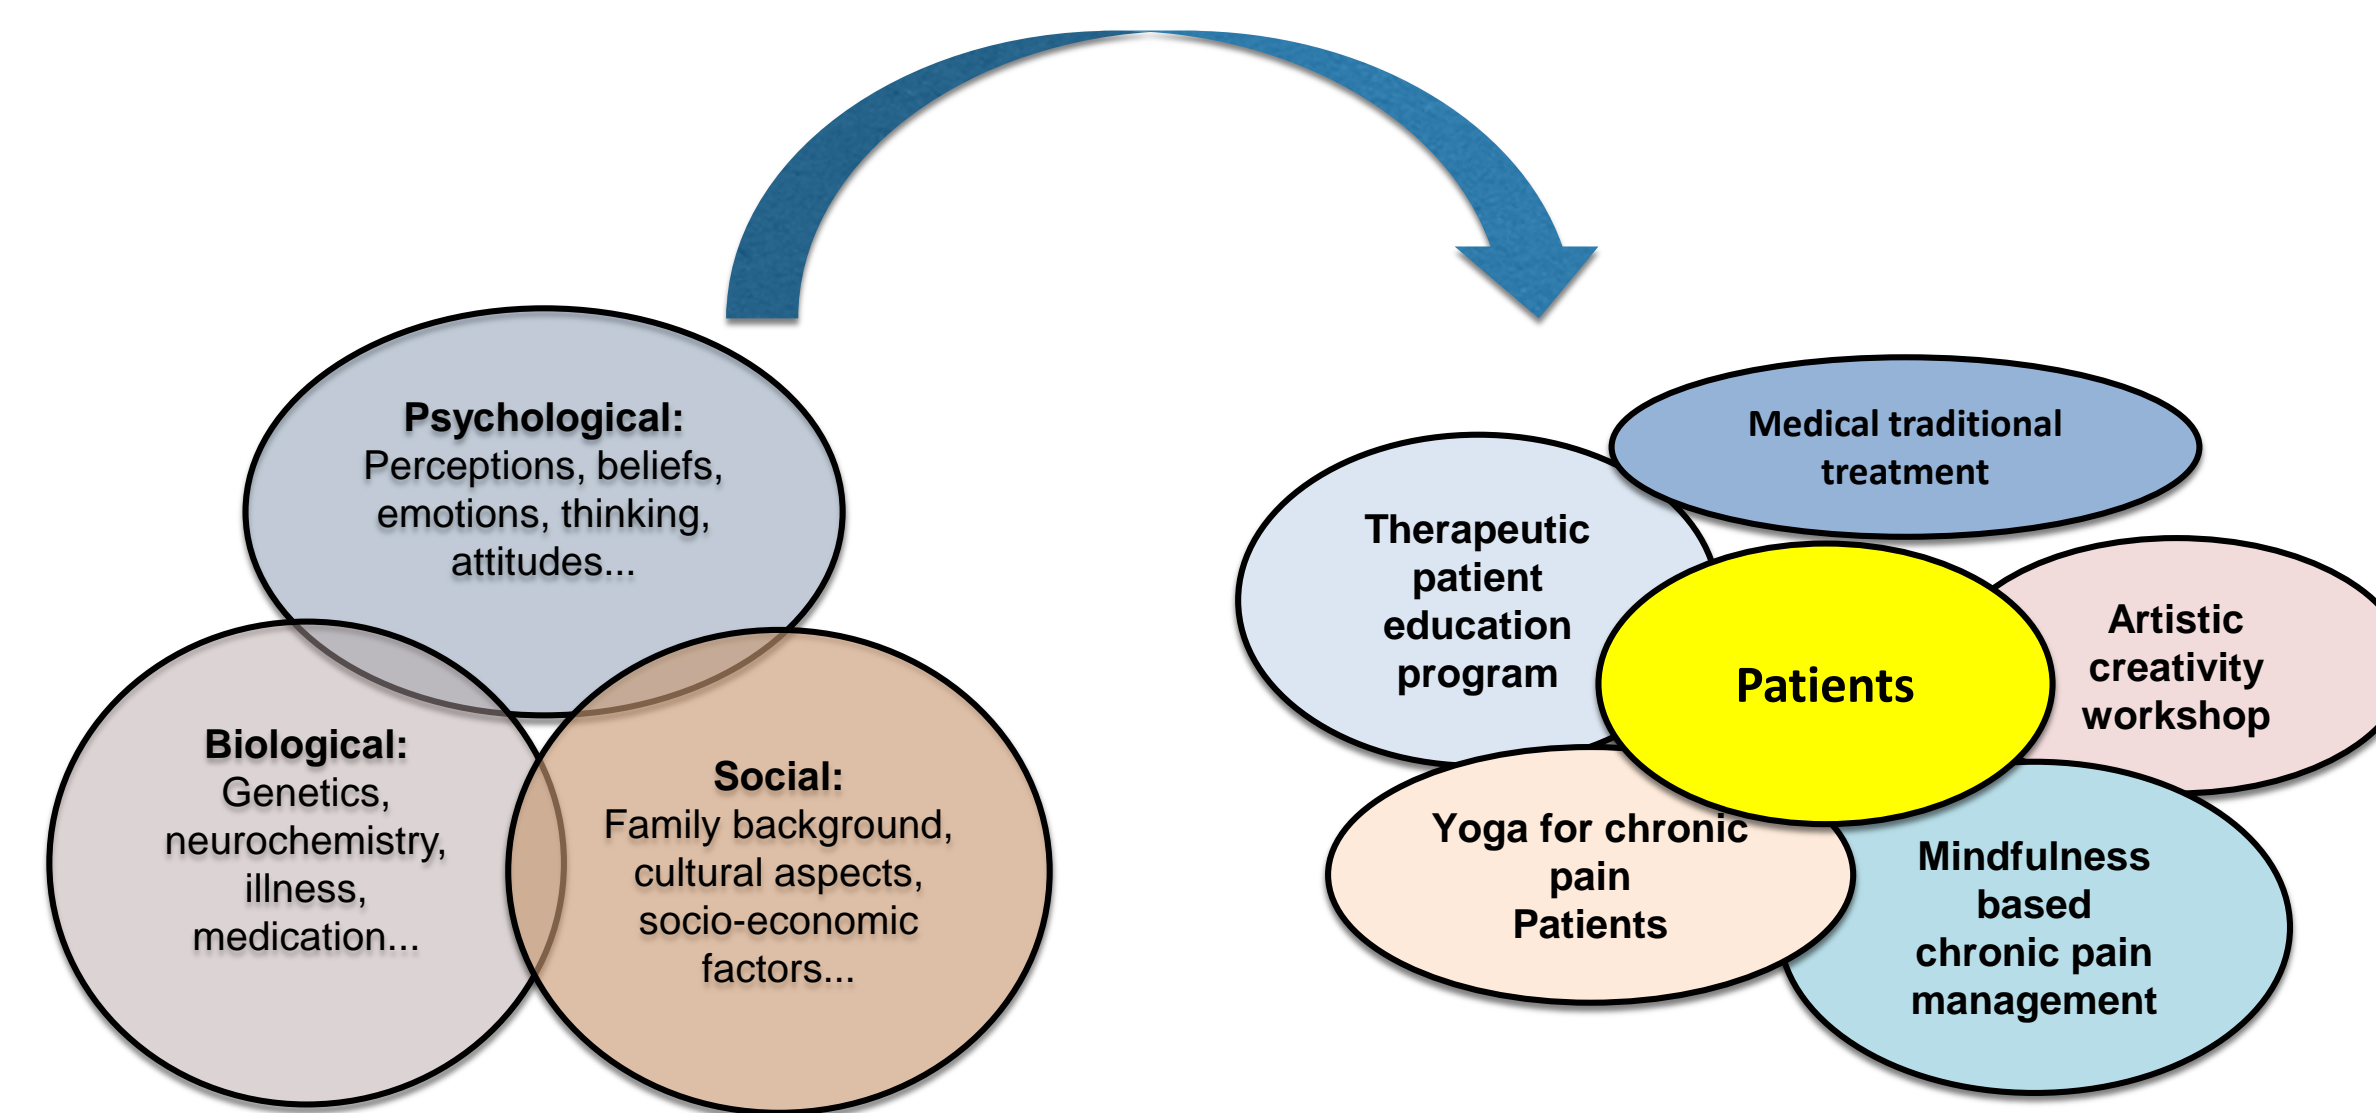 Psychological:
Perceptions, beliefs,
emotions, thinking,
attitudes...
Biological:
Genetics,
neurochemistry,
illness,
medication...
Social:
Family background,
cultural aspects,
socio-economic
factors...
Medical traditional
treatment
Therapeutic
patient
education
program
Patients
Artistic
creativity
workshop
Yoga for chronic
pain
Patients
Mindfulness
based
chronic pain
management